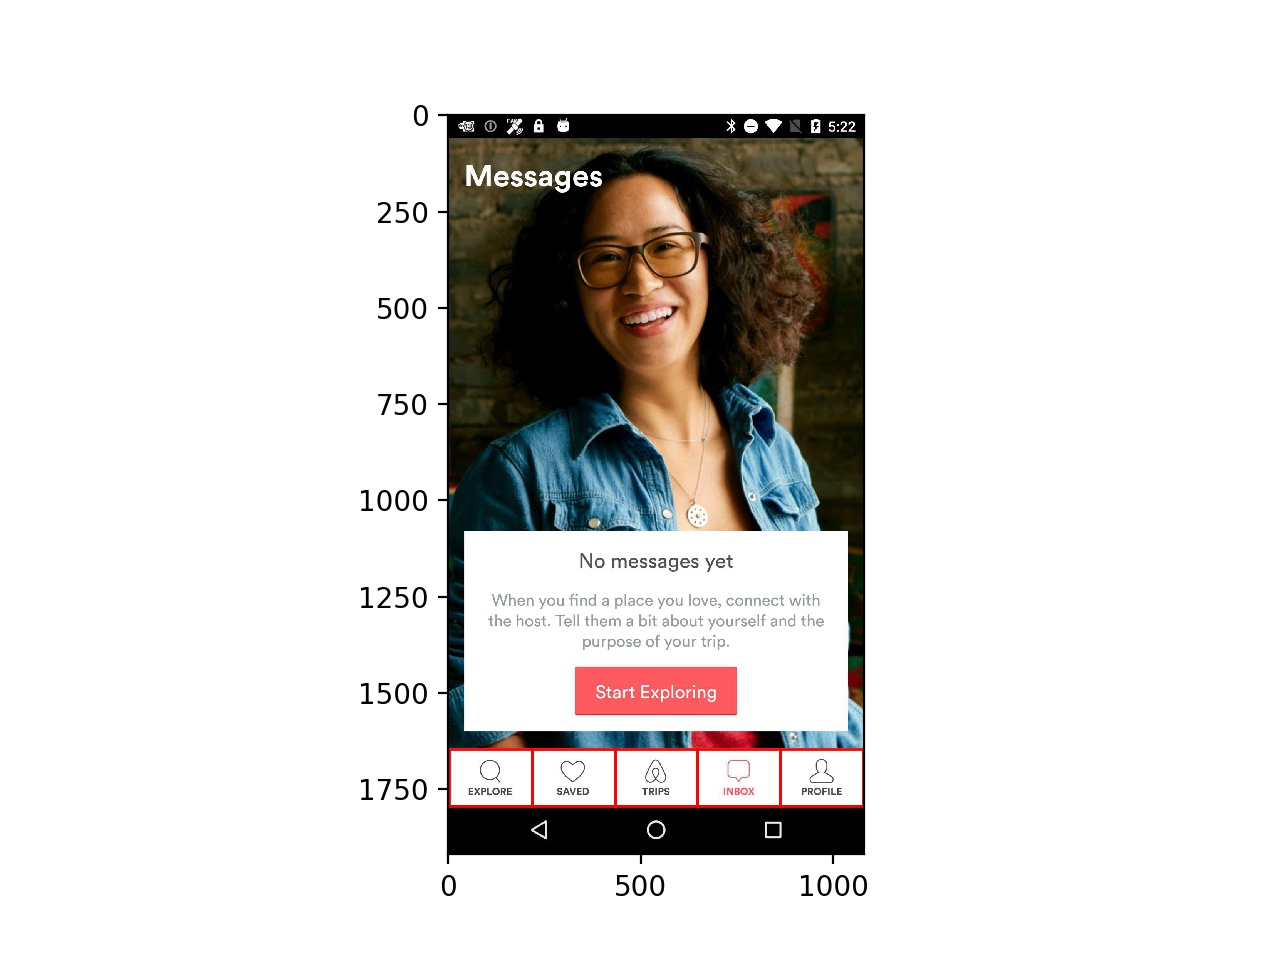 0
250
500
750
1000
1250
1500
1750
0
500
1000
5:22
Messages
No messages yet
When you find a place you love, connect with
the host. Tell them a bit about yourself and the
purpose of your trip.
Start Exploring
EXPLORE
SAVED
TRIPS
INBOX
PROFILE